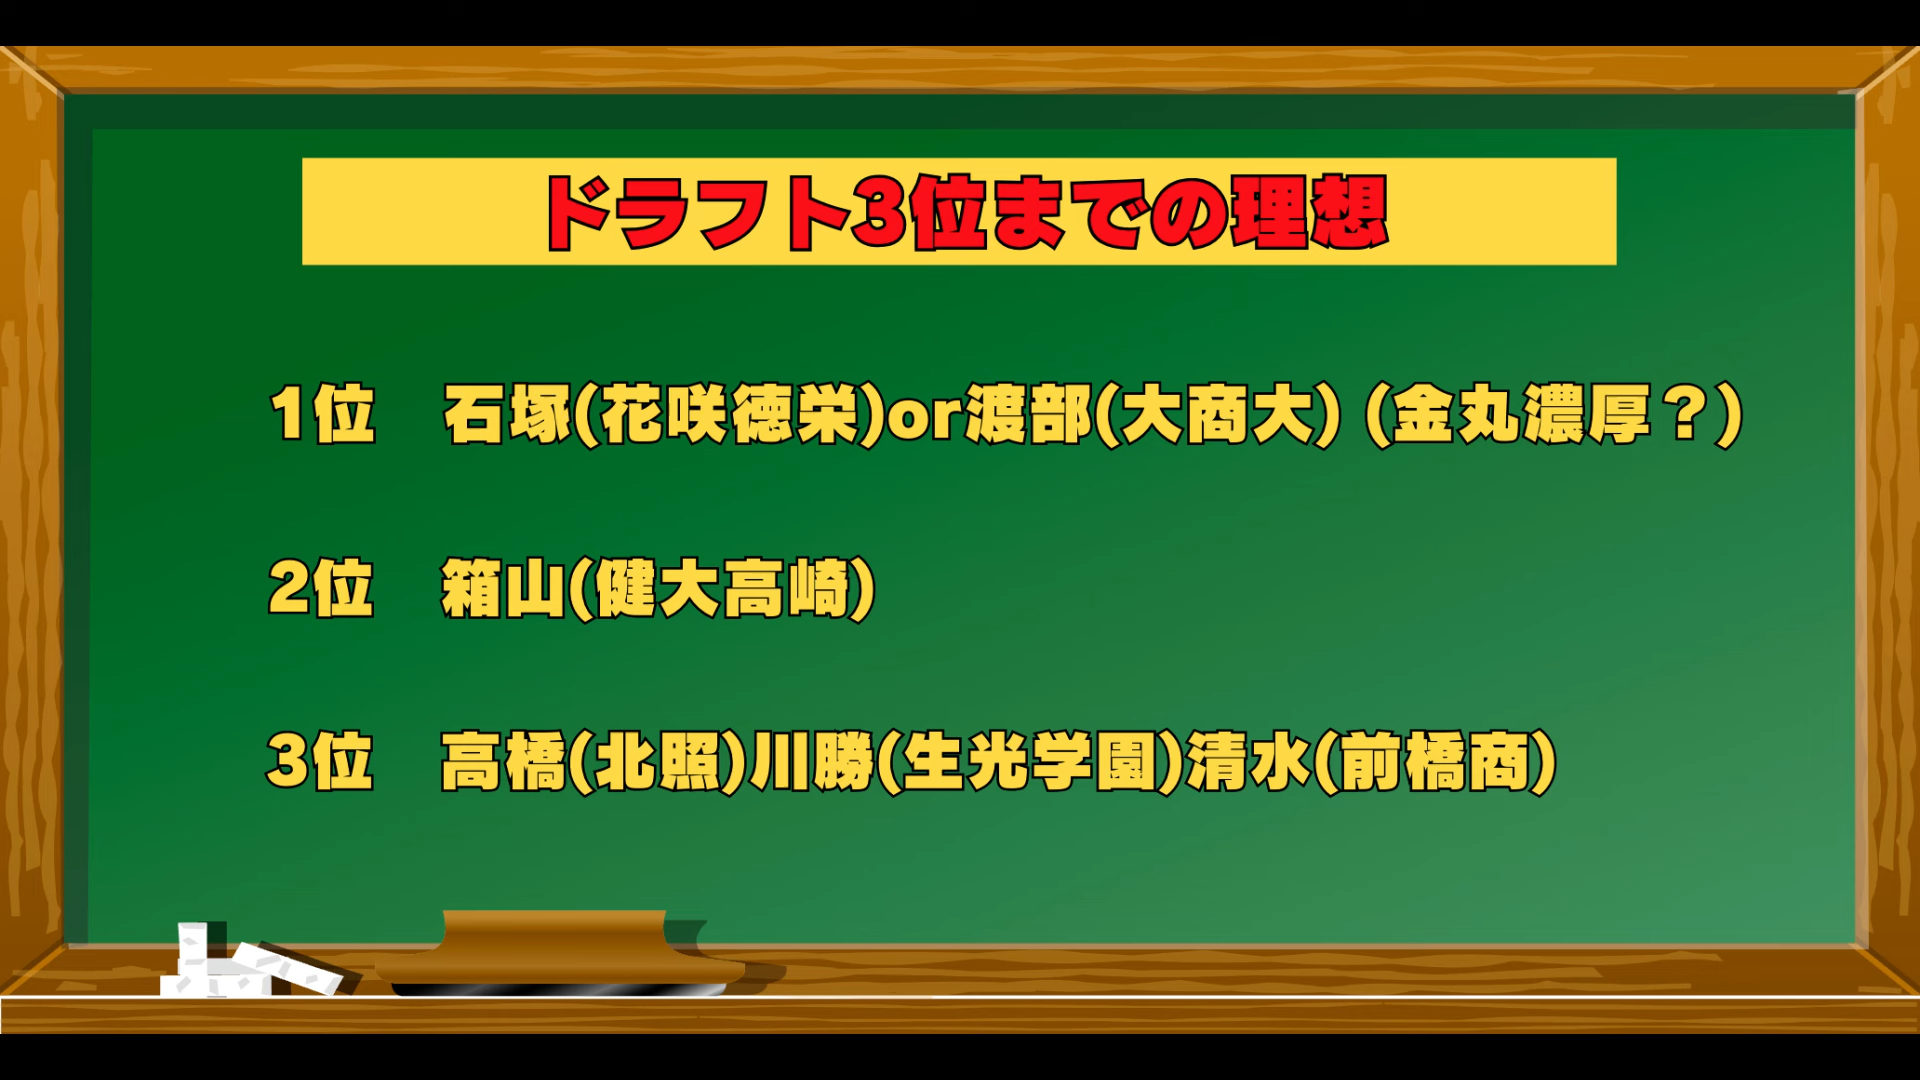 ドラフト3位までの理想
1位　石塚(花咲徳栄)or渡部(大商大) (金丸濃厚？)
2位　箱山(健大高崎)
3位　高橋(北照)川勝(生光学園)清水(前橋商)